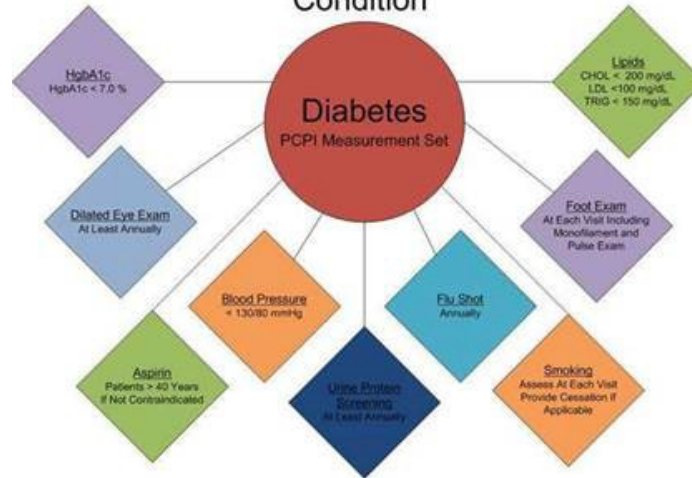 Condition
Diabetes
PCPI Measurement Set
HgbA1c
HgbA1c < 7.0 %
Lipids
CHOL < 200 mg/dL
LDL <100 mg/dL
TRIG < 150 mg/dL
Dilated Eye Exam
At Least Annually
Foot Exam
At Each Visit Including
Monofilament and
Pulse Exam
Blood Pressure
< 130/80 mmHg
Flu Shot
Annually
Aspirin
Patients > 40 Years
If Not Contraindicated
Urine Protein
Screening
At Least Annually
Smoking
Assess At Each Visit
Provide Cessation if
Applicable